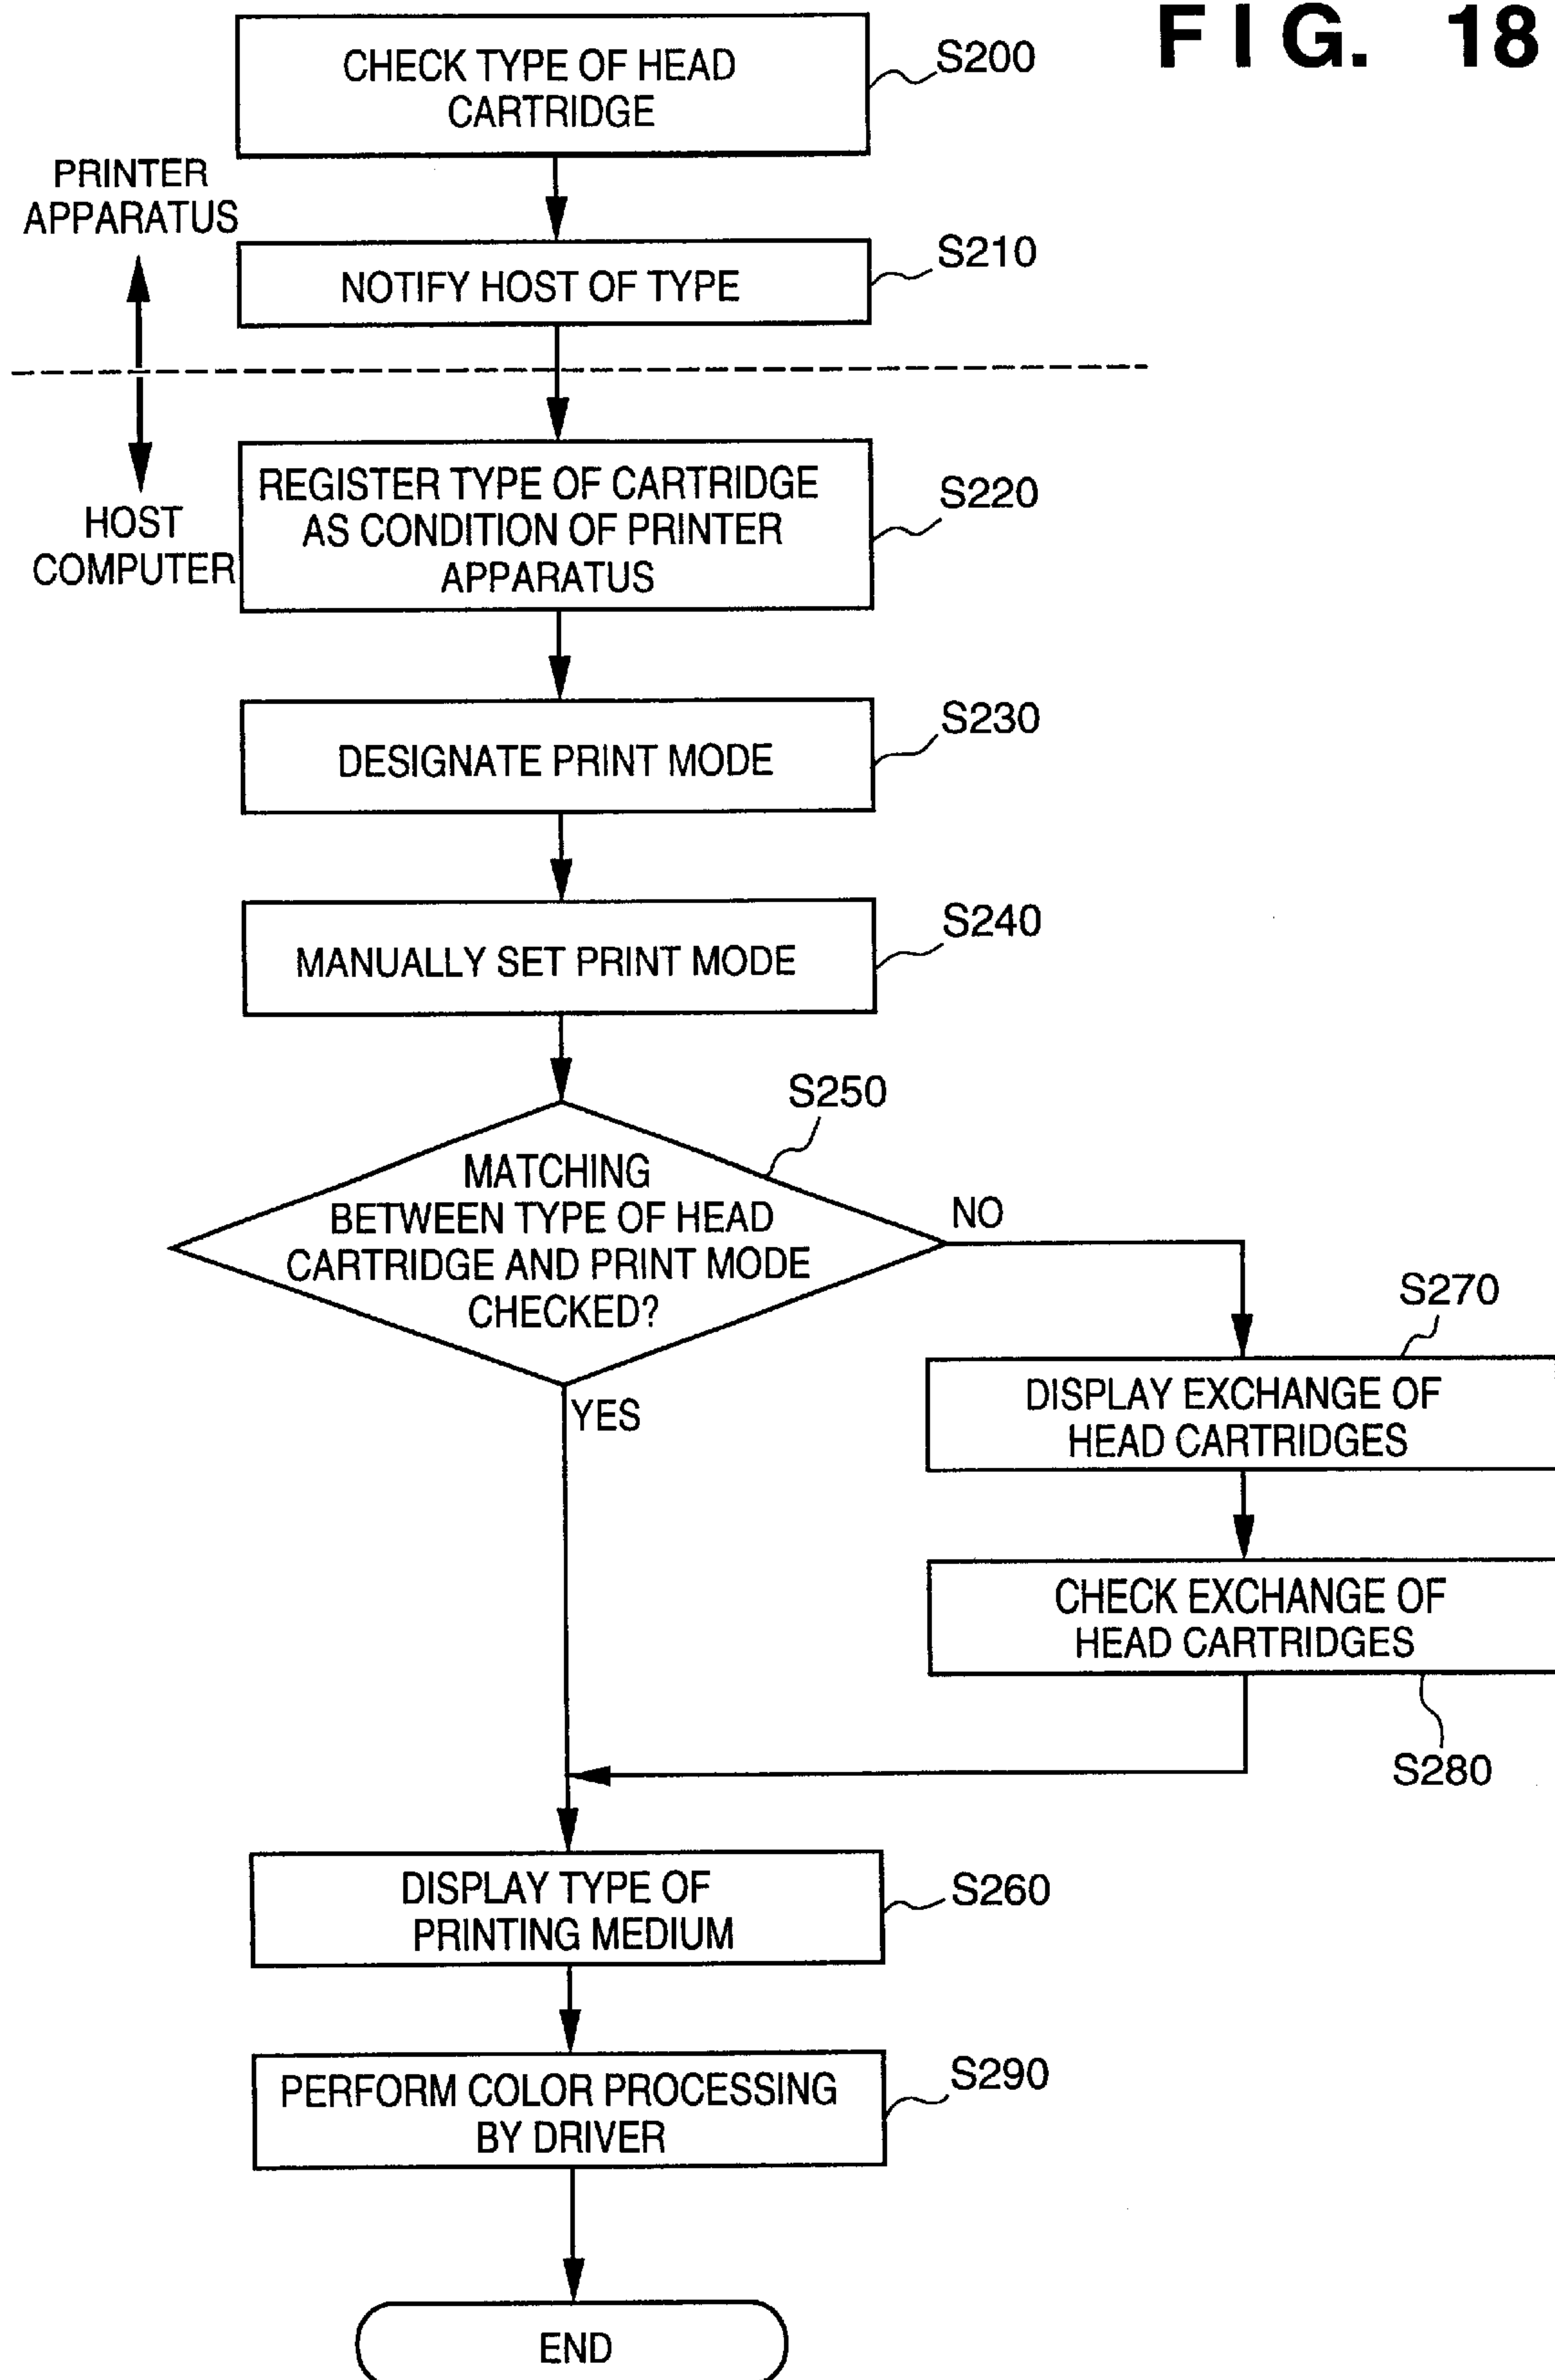 FIG. 18
CHECK TYPE OF HEAD
CARTRIDGE
S200
PRINTER
APPARATUS
NOTIFY HOST OF TYPE
S210
HOST
COMPUTER
REGISTER TYPE OF CARTRIDGE
AS CONDITION OF PRINTER
APPARATUS
S220
DESIGNATE PRINT MODE
S230
MANUALLY SET PRINT MODE
S240
S250
MATCHING
BETWEEN TYPE OF HEAD
CARTRIDGE AND PRINT MODE
CHECKED?
NO
YES
S270
DISPLAY EXCHANGE OF
HEAD CARTRIDGES
CHECK EXCHANGE OF
HEAD CARTRIDGES
S280
DISPLAY TYPE OF
PRINTING MEDIUM
S260
PERFORM COLOR PROCESSING
BY DRIVER
S290
END